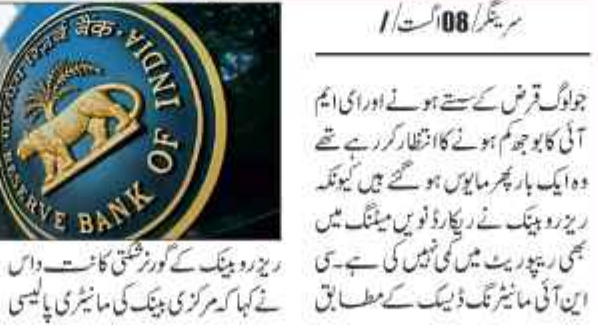 سرینگر/08اگست/
جولوگ قرض کے سستے ہونے اور ای ایم
آئی کا بوجھ کم ہونے کا انتظار کر رہے تھے
وہ ایک بار پھر مایوس ہو گئے ہیں کیونکہ
ریزرو بینک نے ریکارڈ نویں میٹنگ میں
بھی ریپوریٹ میں کمی نہیں کی ہے۔سی
این آئی مانیٹرنگ ڈیسک کے مطابق
रिज़र्व बैंक
RESERVE BANK OF INDIA
ریزرو بینک کے گورنر شکتی کانت داس
نے کہا کہ مرکزی بینک کی مانیٹری پالیسی